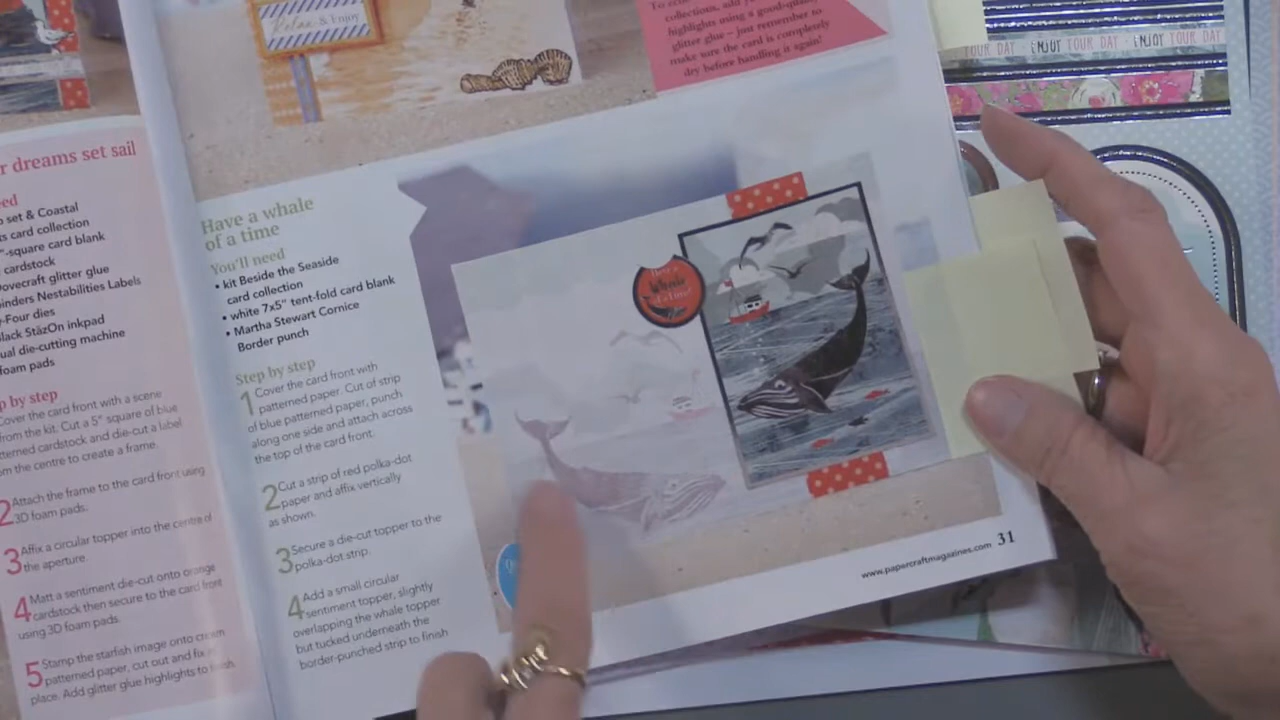 Relax & Enjoy
collections, add
highlights using a good-qual
glitter glue – just remember to
make sure the card is completely
dry before handling it again!
OUR DAY · ENJOY YOUR DAY · ENJOY YOUR DAY
r dreams set sail
eed
set & Coastal
s card collection
"-square card blank
cardstock
ovecraft glitter glue
inders Nestabilities Labels
-Four dies
lack StāzOn inkpad
ual die-cutting machine
foam pads
p by step
Cover the card front with a scene
from the kit. Cut a 5" square of blue
tterned cardstock and die-cut a label
om the centre to create a frame.
2 Attach the frame to the card front using
3D foam pads.
3 Affix a circular topper into the centre of
the aperture.
4 Matt a sentiment die-cut onto orange
cardstock then secure to the card front
using 3D foam pads.
5 Stamp the starfish image onto cream
patterned paper, cut out and fix
place. Add glitter glue highlights to finish
Have a whale
of a time
You'll need
• kit Beside the Seaside
card collection
• white 7x5" tent-fold card blank
• Martha Stewart Cornice
Border punch
Step by step
1 Cover the card front with
patterned paper. Cut of strip
of blue patterned paper, punch
along one side and attach across
the top of the card front.
2 Cut a strip of red polka-dot
paper and affix vertically
as shown.
3 Secure a die-cut topper to the
polka-dot strip.
4 Add a small circular
sentiment topper, slightly
overlapping the whale topper
but tucked underneath the
border-punched strip to finish
Have a
Whale
of a Time!
www.papercraftmagazines.com 31